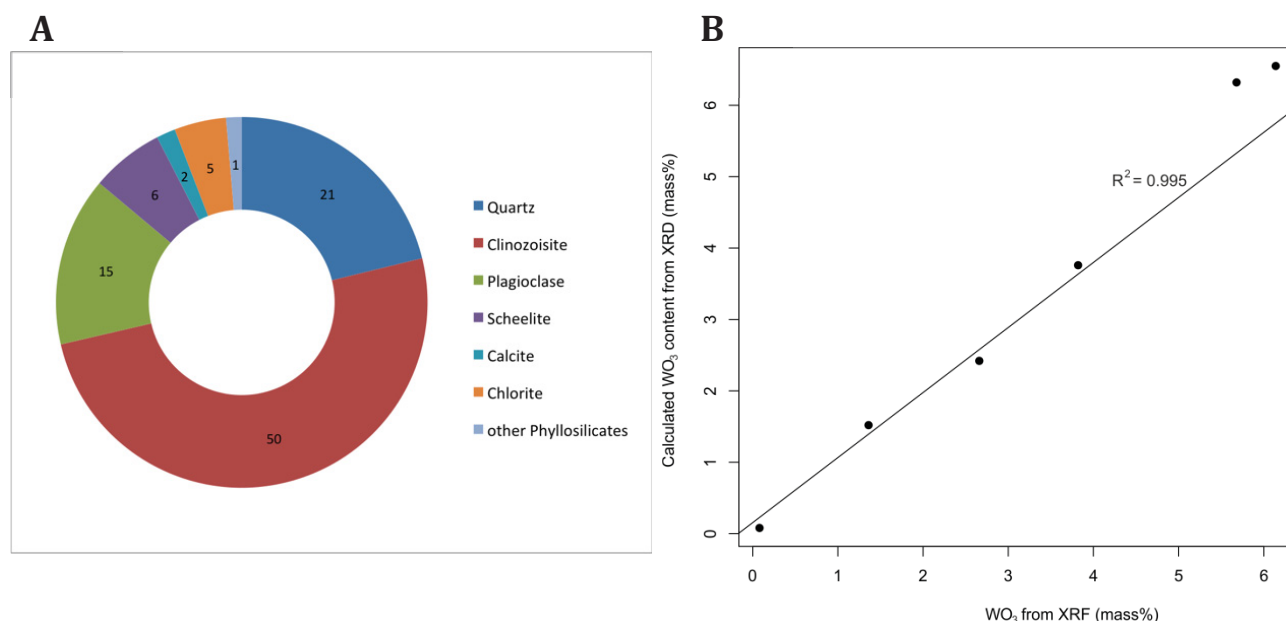 A
21
50
15
6
2
5
1
Quartz
Clinozoisite
Plagioclase
Scheelite
Calcite
Chlorite
other Phyllosilicates
B
Calculated WO₃ content from XRD (mass%)
6
5
4
3
2
1
0
R² = 0.995
0 1 2 3 4 5 6
WO₃ from XRF (mass%)